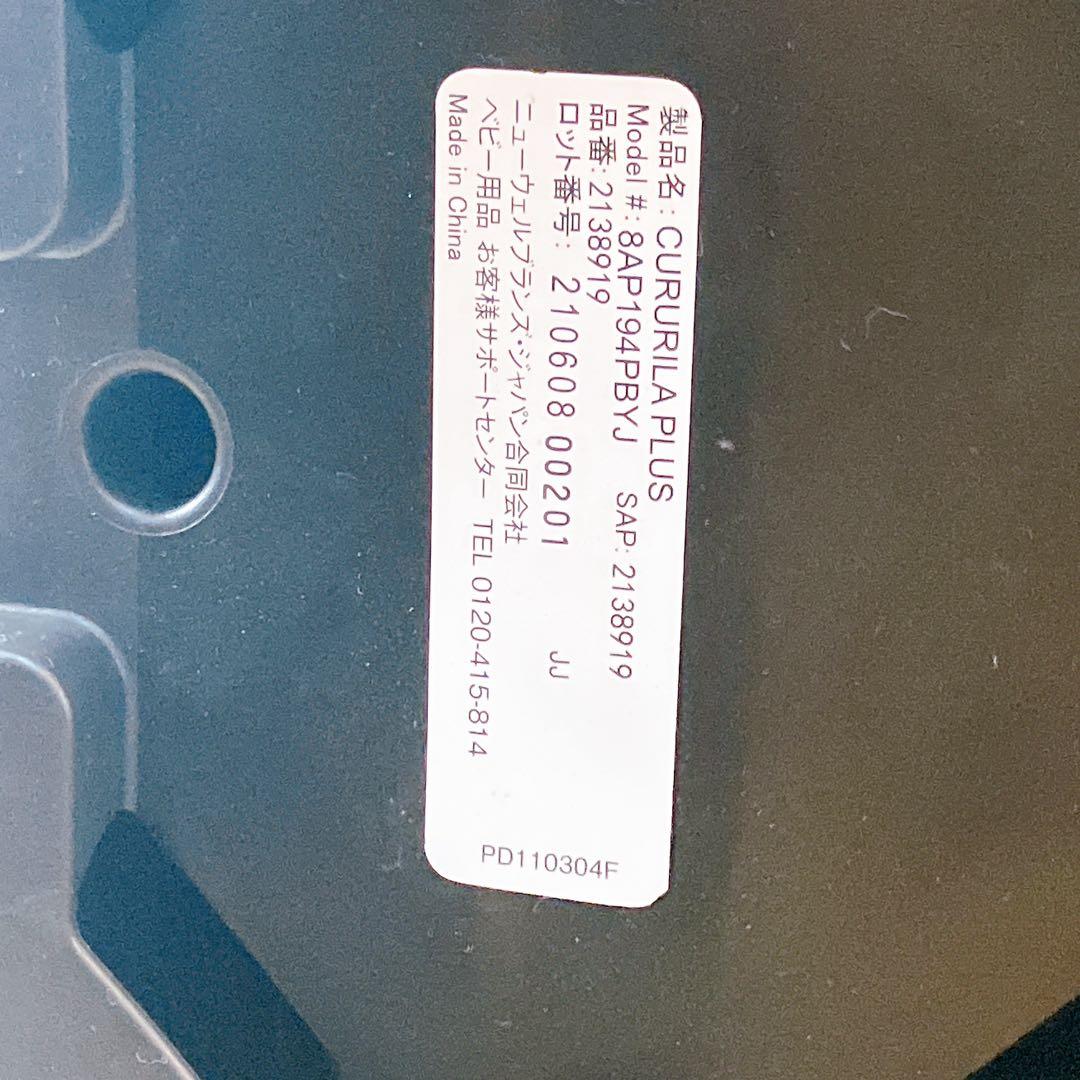 製品名: CURURILA PLUS
Model #: 8AP194PBYJ SAP: 2138919
品番: 2138919
ロット番号: 210608 00201 JJ
ニューウェルブランズ・ジャパン合同会社
ベビー用品 お客様サポートセンター TEL 0120-415-814
Made in China
PD110304F